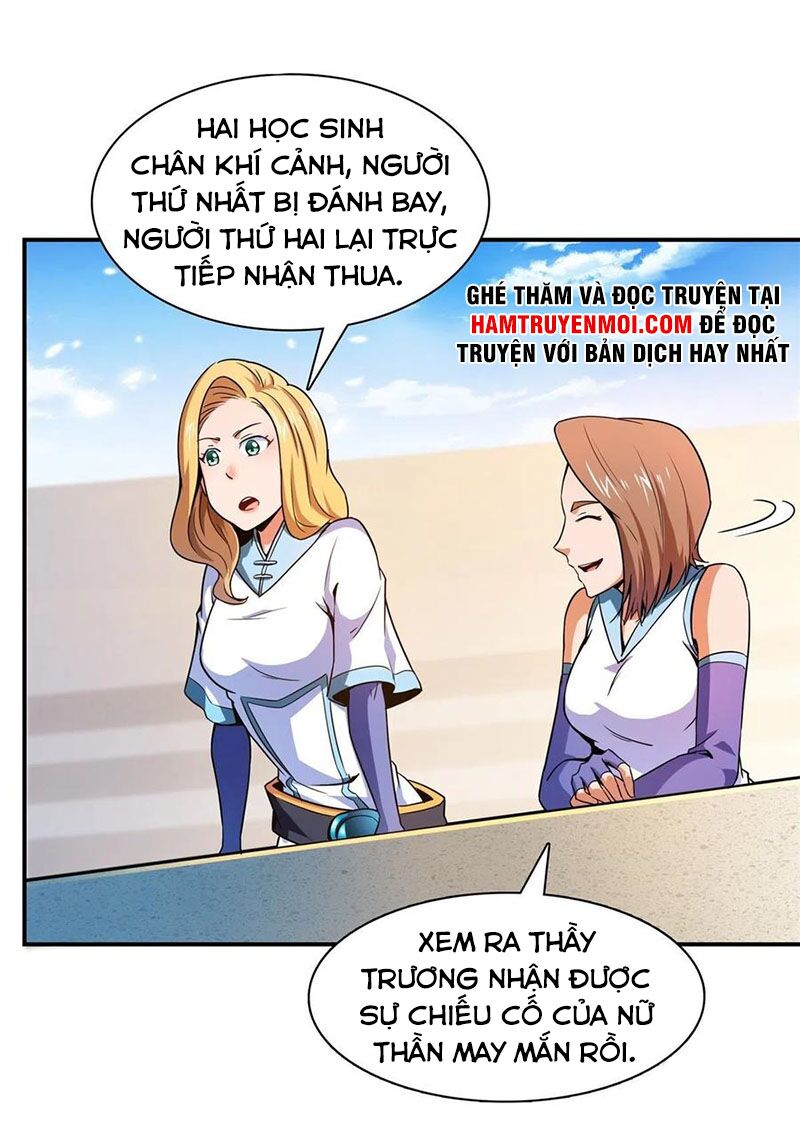 HAI HỌC SINH
CHÂN KHÍ CẢNH, NGƯỜI
THỨ NHẤT BỊ ĐÁNH BAY,
NGƯỜI THỨ HAI LẠI TRỰC
TIẾP NHẬN THUA.
GHÉ THĂM VÀ ĐỌC TRUYỆN TẠI
HAMTRUYENMOI.COM ĐỂ ĐỌC
TRUYỆN VỚI BẢN DỊCH HAY NHẤT
XEM RA THẦY
TRƯƠNG NHẬN ĐƯỢC
SỰ CHIẾU CỐ CỦA NỮ
THẦN MAY MẮN RỒI.